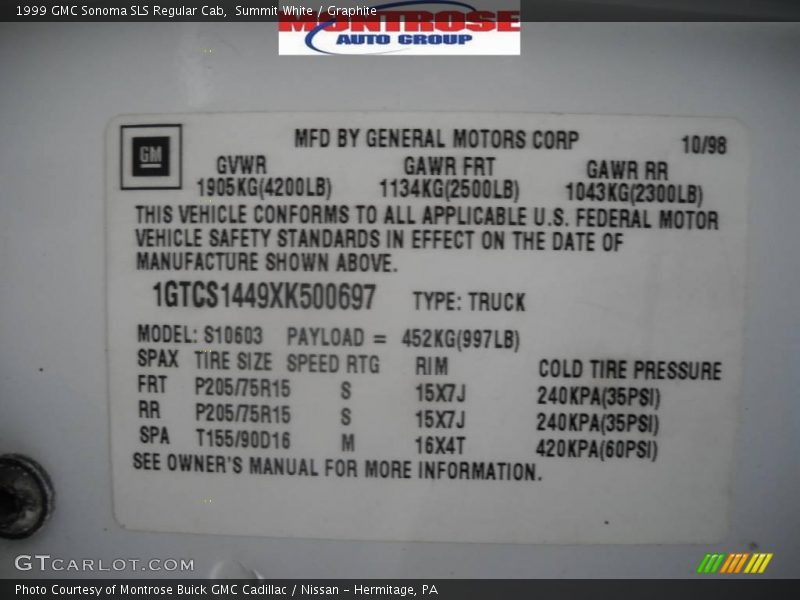 1999 GMC Sonoma SLS Regular Cab, Summit White / Graphite
MONTROSE
AUTO GROUP
GM
MFD BY GENERAL MOTORS CORP 10/98
GVWR GAWR FRT GAWR RR
1905KG(4200LB) 1134KG(2500LB) 1043KG(2300LB)
THIS VEHICLE CONFORMS TO ALL APPLICABLE U.S. FEDERAL MOTOR
VEHICLE SAFETY STANDARDS IN EFFECT ON THE DATE OF
MANUFACTURE SHOWN ABOVE.
1GTCS1449XK500697 TYPE: TRUCK
MODEL: S10603 PAYLOAD = 452KG(997LB)
SPAX TIRE SIZE SPEED RTG RIM COLD TIRE PRESSURE
FRT P205/75R15 S 15X7J 240KPA(35PSI)
RR P205/75R15 S 15X7J 240KPA(35PSI)
SPA T155/90D16 M 16X4T 420KPA(60PSI)
SEE OWNER'S MANUAL FOR MORE INFORMATION.
GTCARLOT.COM
Photo Courtesy of Montrose Buick GMC Cadillac / Nissan - Hermitage, PA